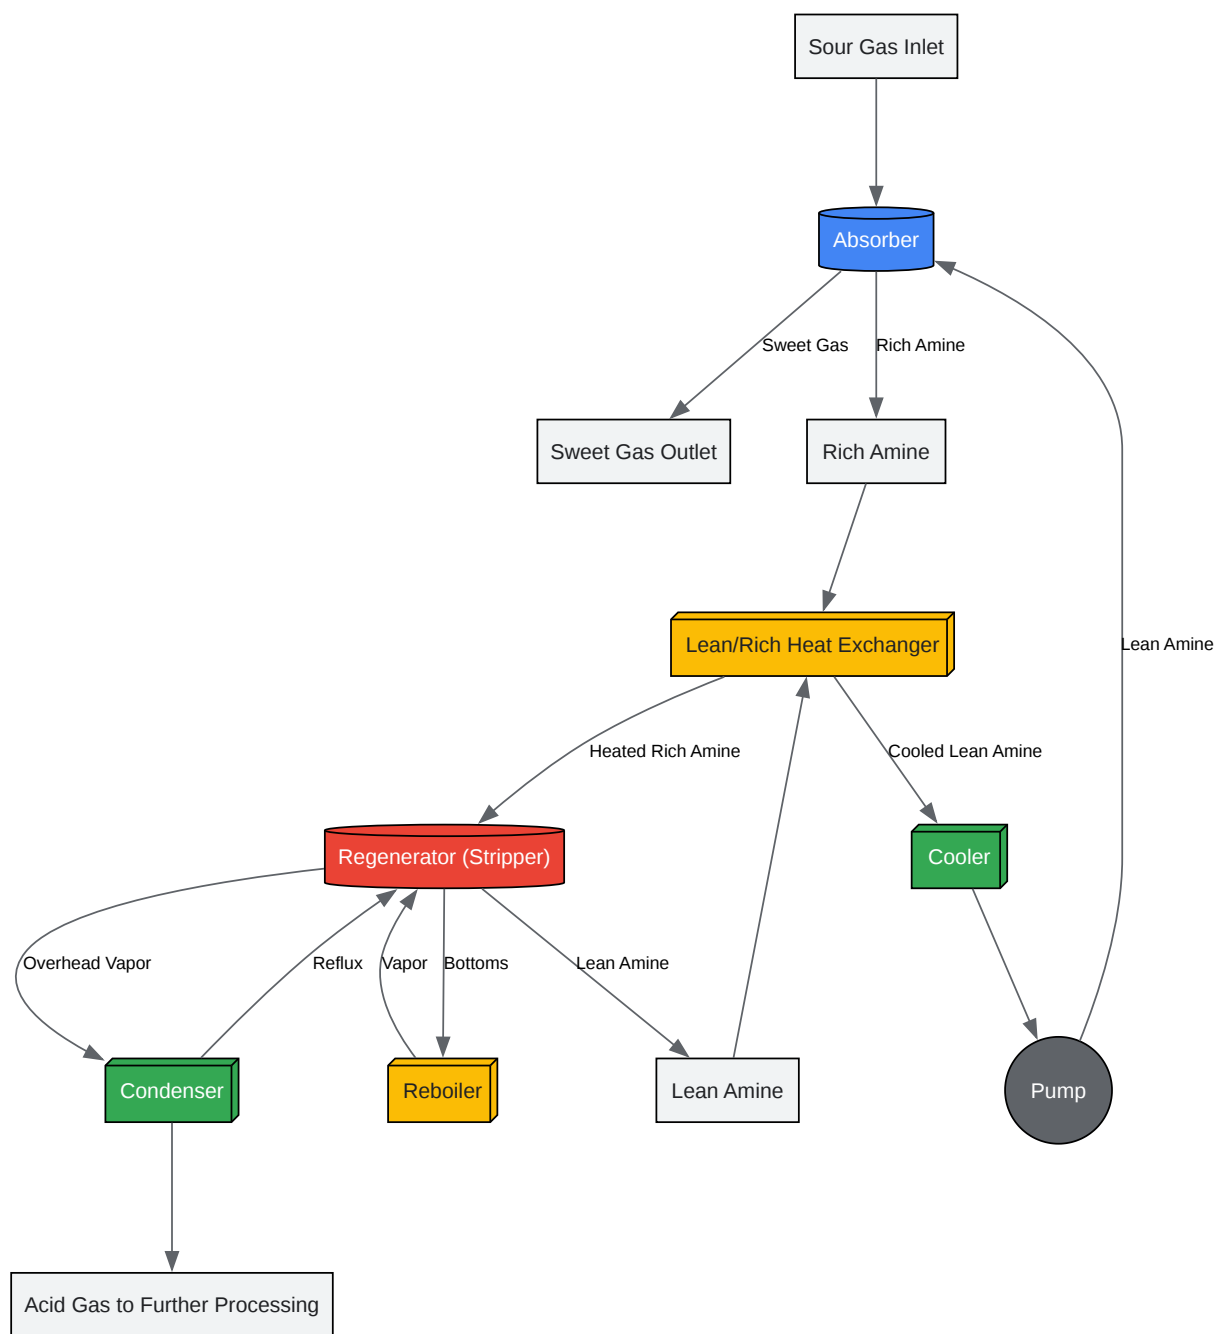 Sour Gas Inlet
Absorber
Sweet Gas
Rich Amine
Sweet Gas Outlet
Rich Amine
Lean/Rich Heat Exchanger
Lean Amine
Heated Rich Amine
Cooled Lean Amine
Regenerator (Stripper)
Cooler
Overhead Vapor
Reflux
Vapor
Bottoms
Lean Amine
Condenser
Reboiler
Lean Amine
Pump
Acid Gas to Further Processing